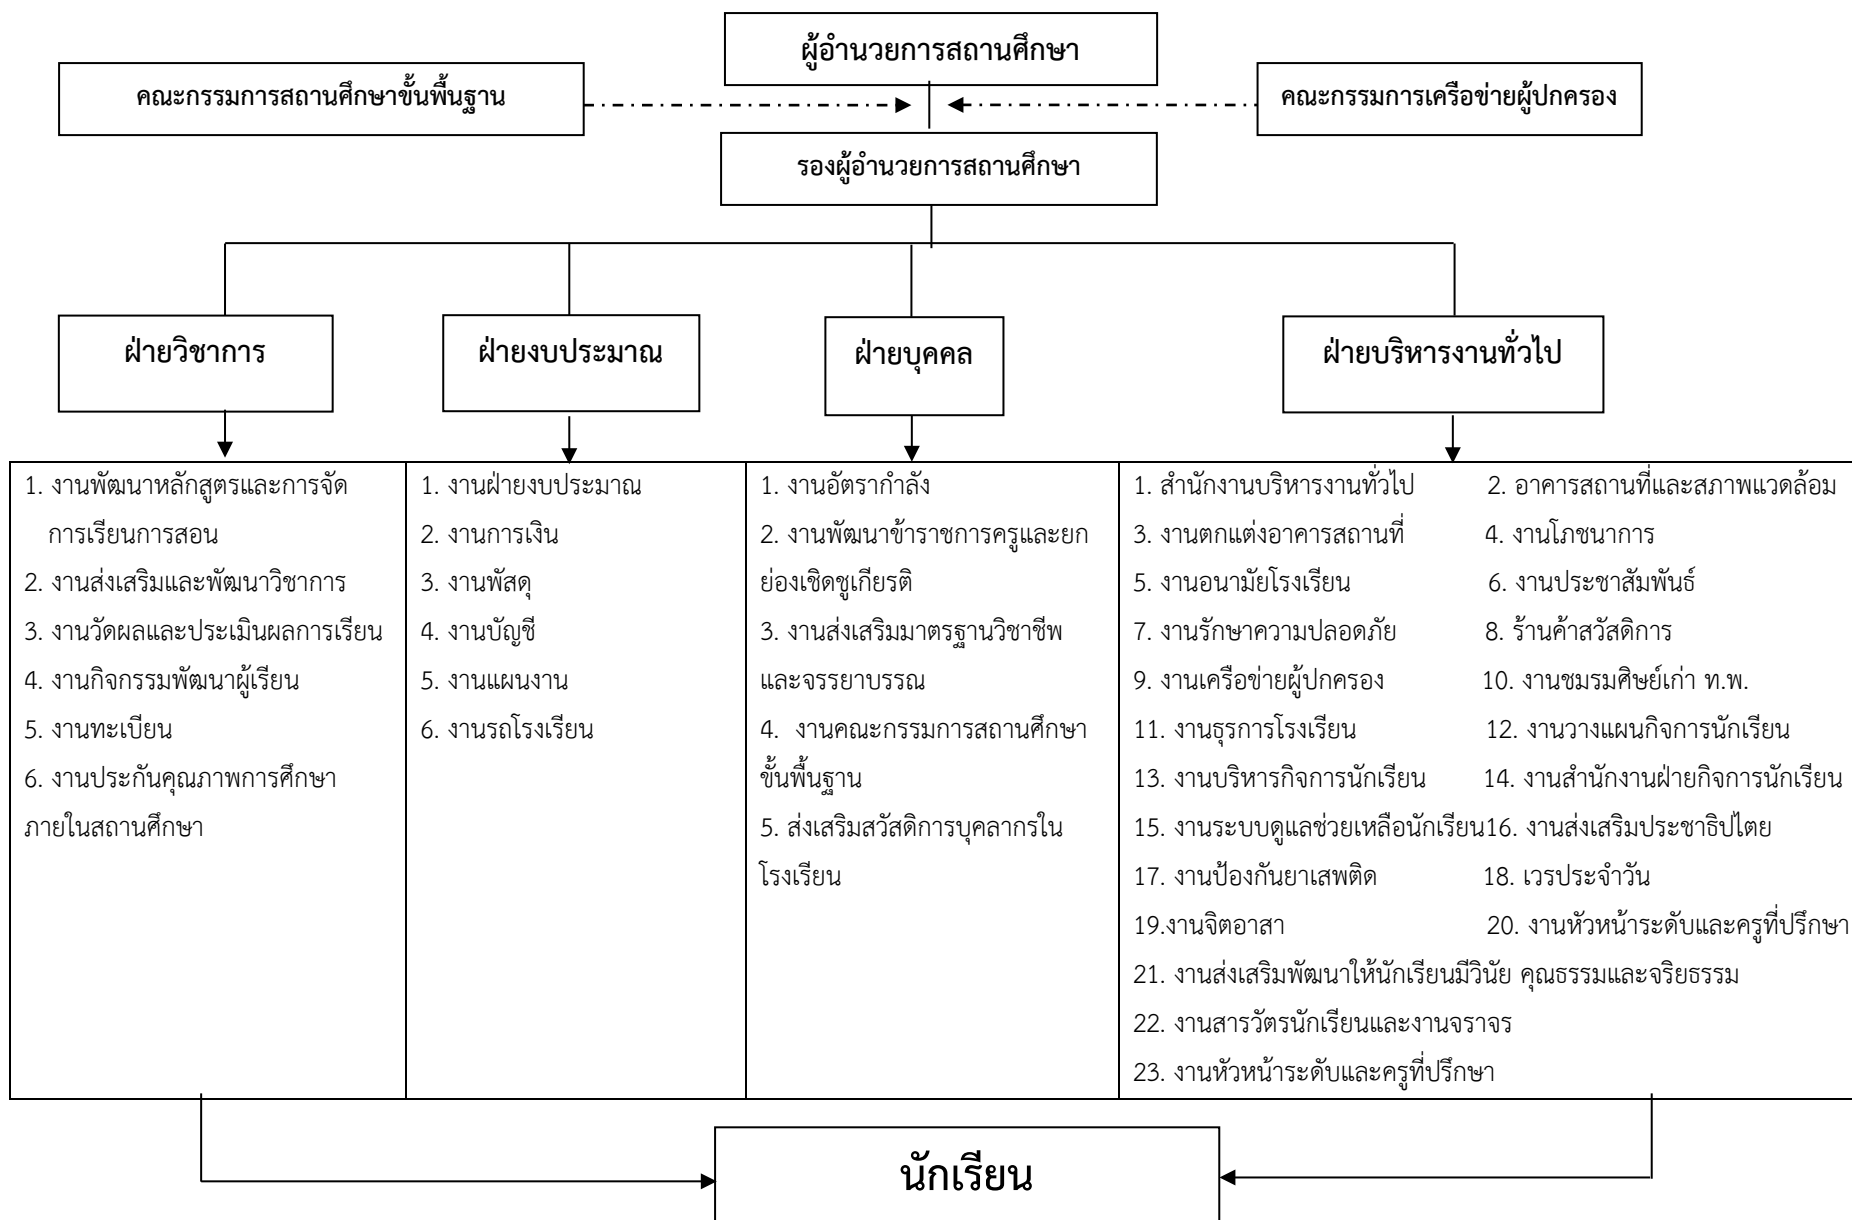 ผู้อำนวยการสถานศึกษา
คณะกรรมการสถานศึกษาขั้นพื้นฐาน
คณะกรรมการเครือข่ายผู้ปกครอง
รองผู้อำนวยการสถานศึกษา
ฝ่ายวิชาการ
ฝ่ายงบประมาณ
ฝ่ายบุคคล
ฝ่ายบริหารงานทั่วไป
1. งานพัฒนาหลักสูตรและการจัด
การเรียนการสอน
2. งานส่งเสริมและพัฒนาวิชาการ
3. งานวัดผลและประเมินผลการเรียน
4. งานกิจกรรมพัฒนาผู้เรียน
5. งานทะเบียน
6. งานประกันคุณภาพการศึกษา
ภายในสถานศึกษา
1. งานฝ่ายงบประมาณ
2. งานการเงิน
3. งานพัสดุ
4. งานบัญชี
5. งานแผนงาน
6. งานรถโรงเรียน
1. งานอัตรากำลัง
2. งานพัฒนาข้าราชการครูและยก
ย่องเชิดชูเกียรติ
3. งานส่งเสริมมาตรฐานวิชาชีพ
และจรรยาบรรณ
4. งานคณะกรรมการสถานศึกษา
ขั้นพื้นฐาน
5. ส่งเสริมสวัสดิการบุคลากรใน
โรงเรียน
1. สำนักงานบริหารงานทั่วไป 2. อาคารสถานที่และสภาพแวดล้อม
3. งานตกแต่งอาคารสถานที่ 4. งานโภชนาการ
5. งานอนามัยโรงเรียน 6. งานประชาสัมพันธ์
7. งานรักษาความปลอดภัย 8. ร้านค้าสวัสดิการ
9. งานเครือข่ายผู้ปกครอง 10. งานชมรมศิษย์เก่า ท.พ.
11. งานธุรการโรงเรียน 12. งานวางแผนกิจการนักเรียน
13. งานบริหารกิจการนักเรียน 14. งานสำนักงานฝ่ายกิจการนักเรียน
15. งานระบบดูแลช่วยเหลือนักเรียน16. งานส่งเสริมประชาธิปไตย
17. งานป้องกันยาเสพติด 18. เวรประจำวัน
19.งานจิตอาสา 20. งานหัวหน้าระดับและครูที่ปรึกษา
21. งานส่งเสริมพัฒนาให้นักเรียนมีวินัย คุณธรรมและจริยธรรม
22. งานสารวัตรนักเรียนและงานจราจร
23. งานหัวหน้าระดับและครูที่ปรึกษา
นักเรียน